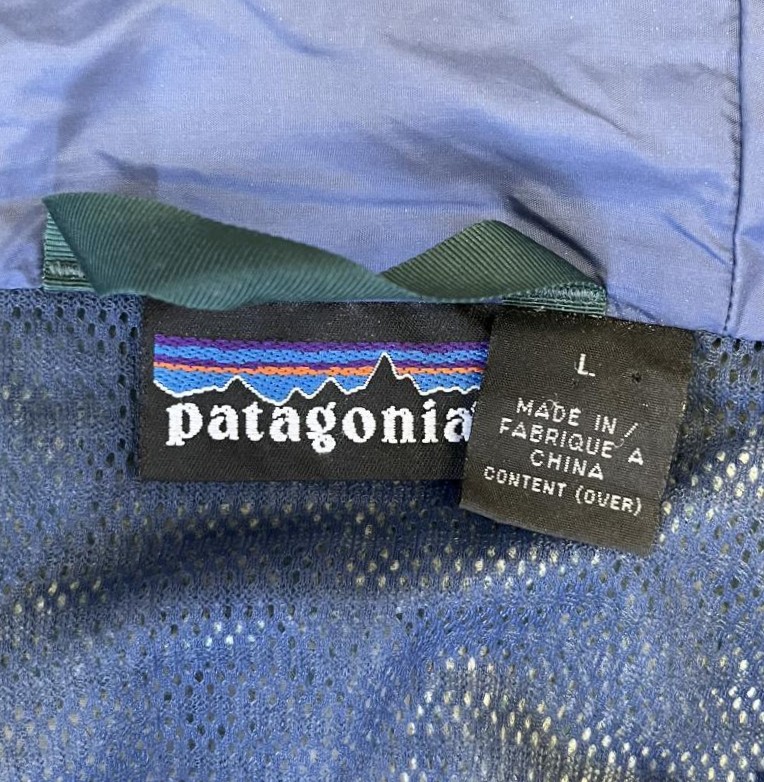 patagonia
L
MADE IN /
FABRIQUE A
CHINA
CONTENT (OVER)